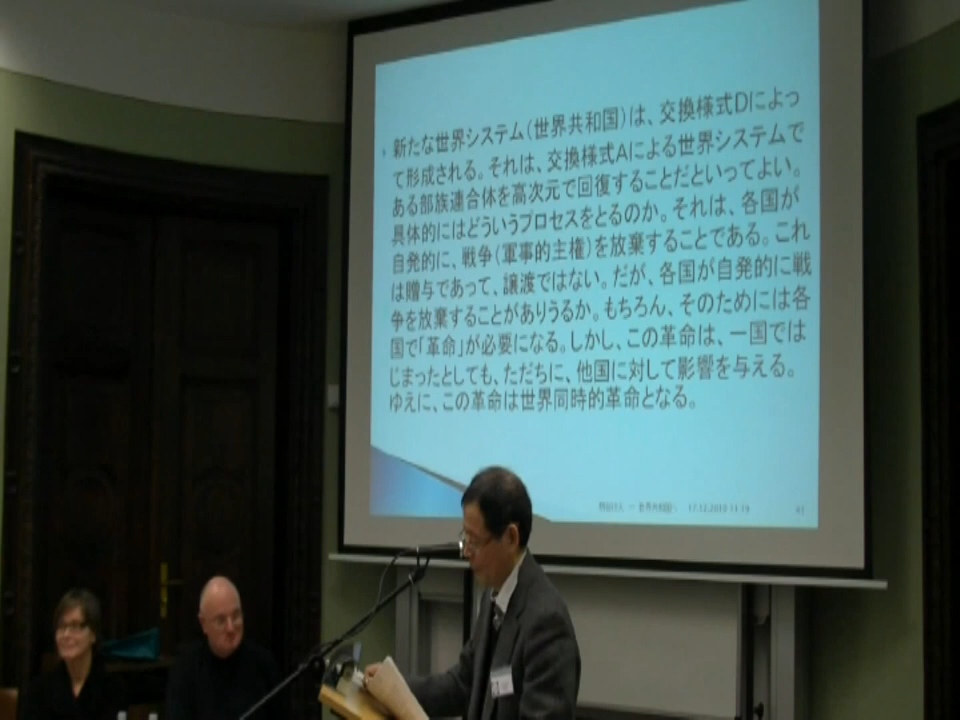 新たな世界システム(世界共和国)は、交換様式Dによっ
て形成される。それは、交換様式Aによる世界システムで
ある部族連合体を高次元で回復することだといってよい。
具体的にはどういうプロセスをとるのか。それは、各国が
自発的に、戦争(軍事的主権)を放棄することである。これ
は贈与であって、譲渡ではない。だが、各国が自発的に戦
争を放棄することがありうるか。もちろん、そのためには各
国で「革命」が必要になる。しかし、この革命は、一国では
じまったとしても、ただちに、他国に対して影響を与える。
ゆえに、この革命は世界同時的革命となる。
世界共和国へ 17.12.2010 11:19